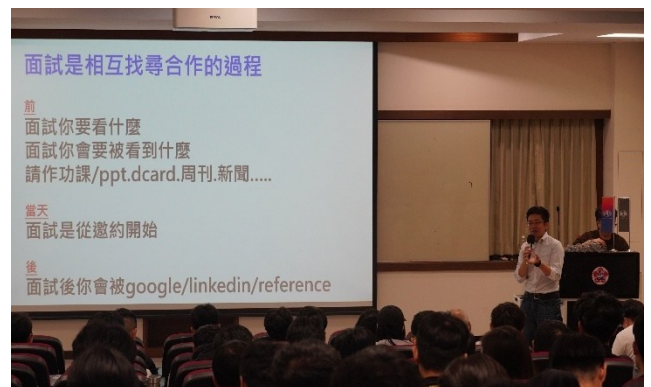 面試是相互找尋合作的過程
前
面試你要看什麼
面試你會要被看到什麼
請作功課/ppt.dcard.周刊.新聞.....
當天
面試是從邀約開始
後
面試後你會被google/linkedin/reference